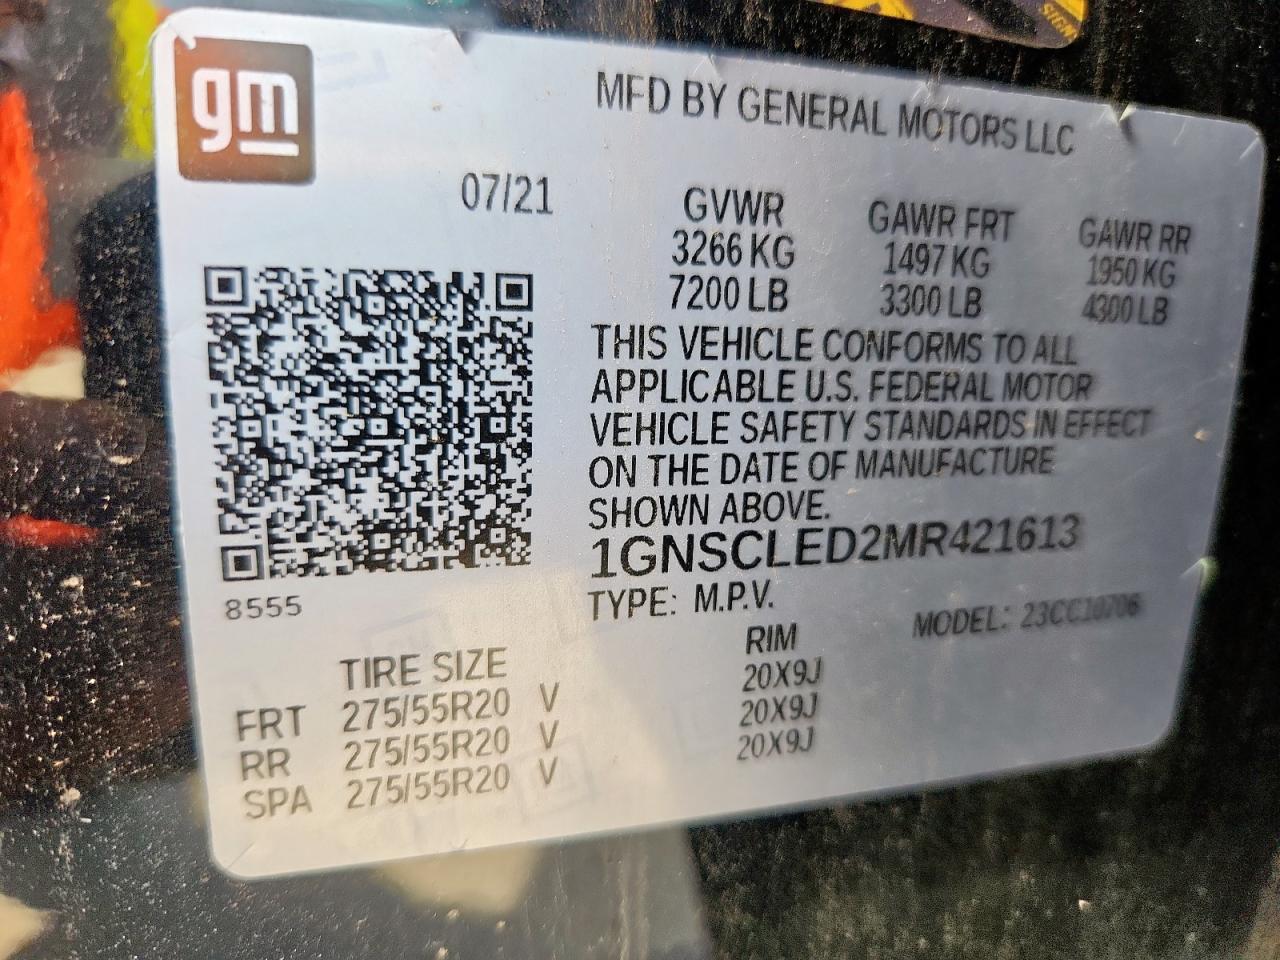 gm
MFD BY GENERAL MOTORS LLC
07/21
GVWR GAWR FRT GAWR RR
3266 KG 1497 KG 1950 KG
7200 LB 3300 LB 4300 LB
THIS VEHICLE CONFORMS TO ALL
APPLICABLE U.S. FEDERAL MOTOR
VEHICLE SAFETY STANDARDS IN EFFECT
ON THE DATE OF MANUFACTURE
SHOWN ABOVE.
1GNSCLED2MR421613
8555
TYPE: M.P.V. MODEL: 23CC10706
TIRE SIZE RIM
FRT 275/55R20 V 20X9J
RR 275/55R20 V 20X9J
SPA 275/55R20 V 20X9J